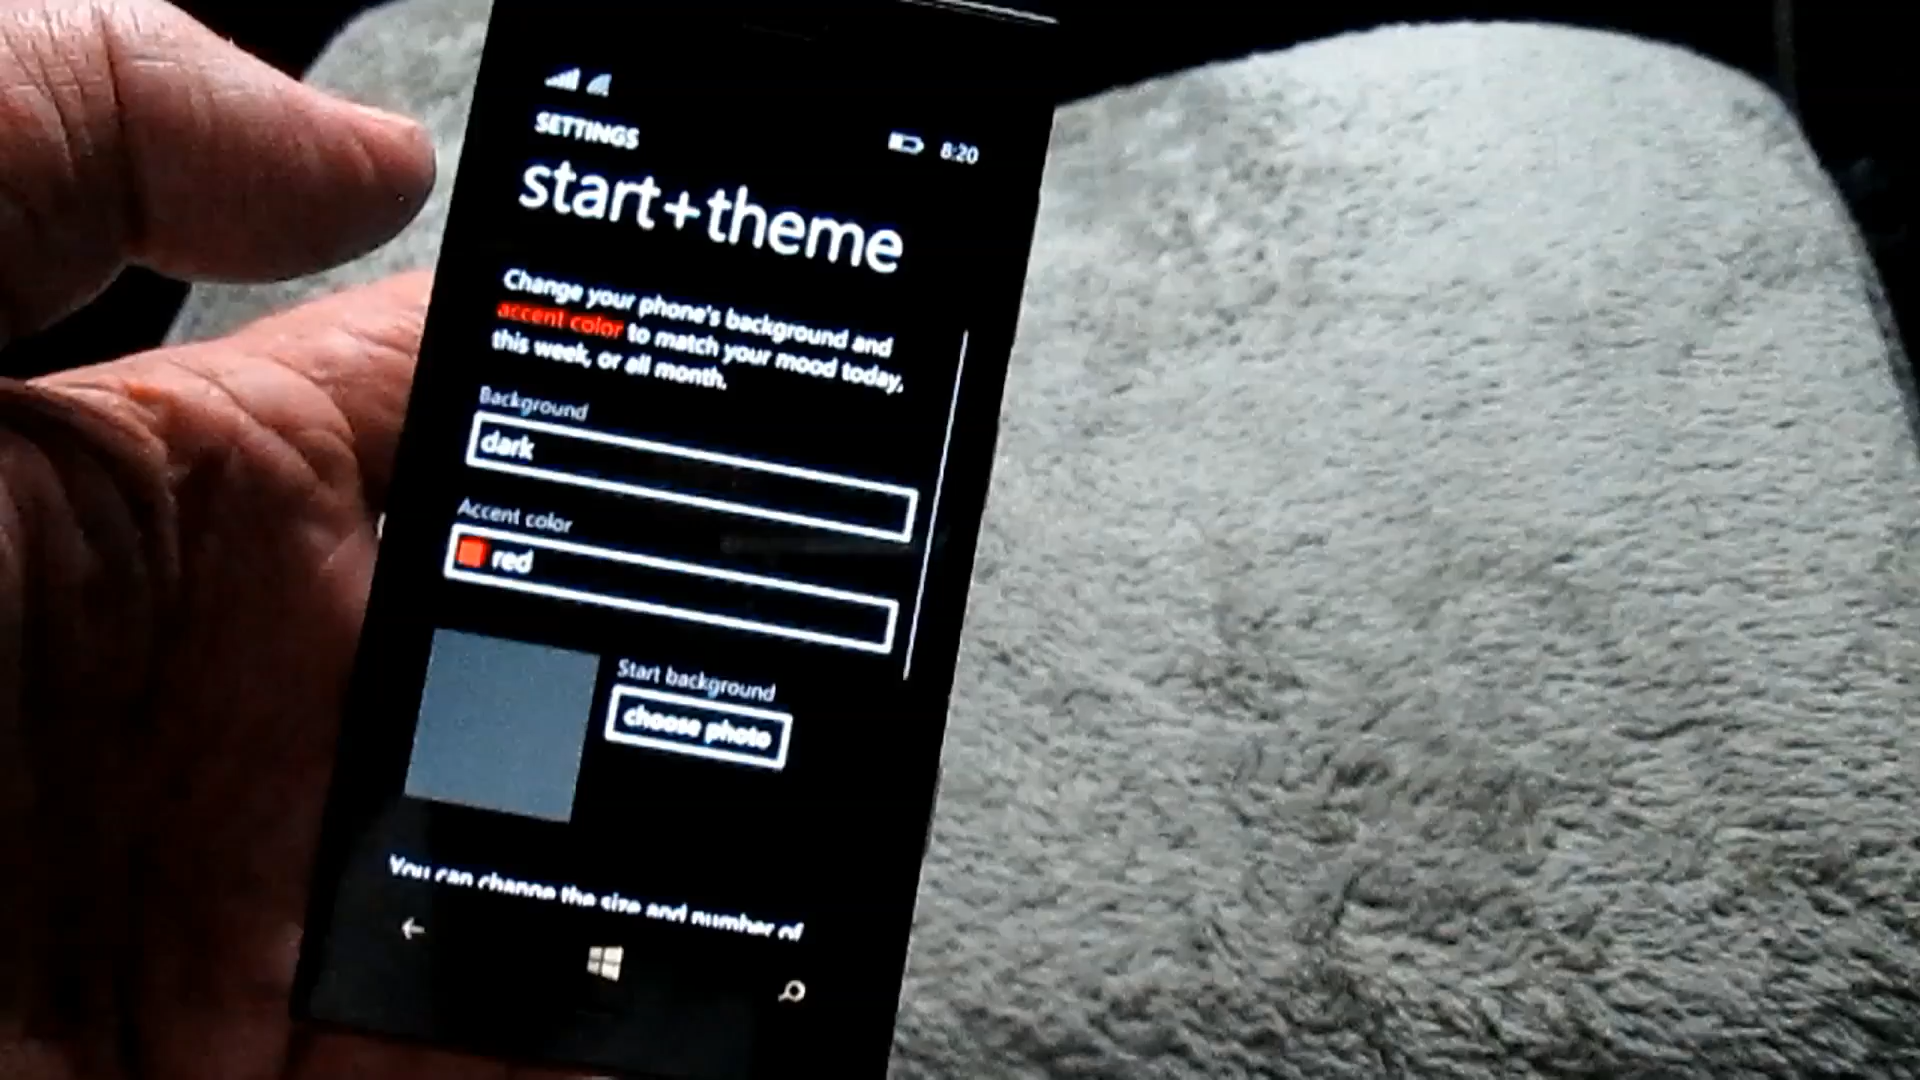 8:20
SETTINGS
start+theme
Change your phone's background and
accent color to match your mood today,
this week, or all month.
Background
dark
Accent color
red
Start background
choose photo
You can change the size and number of